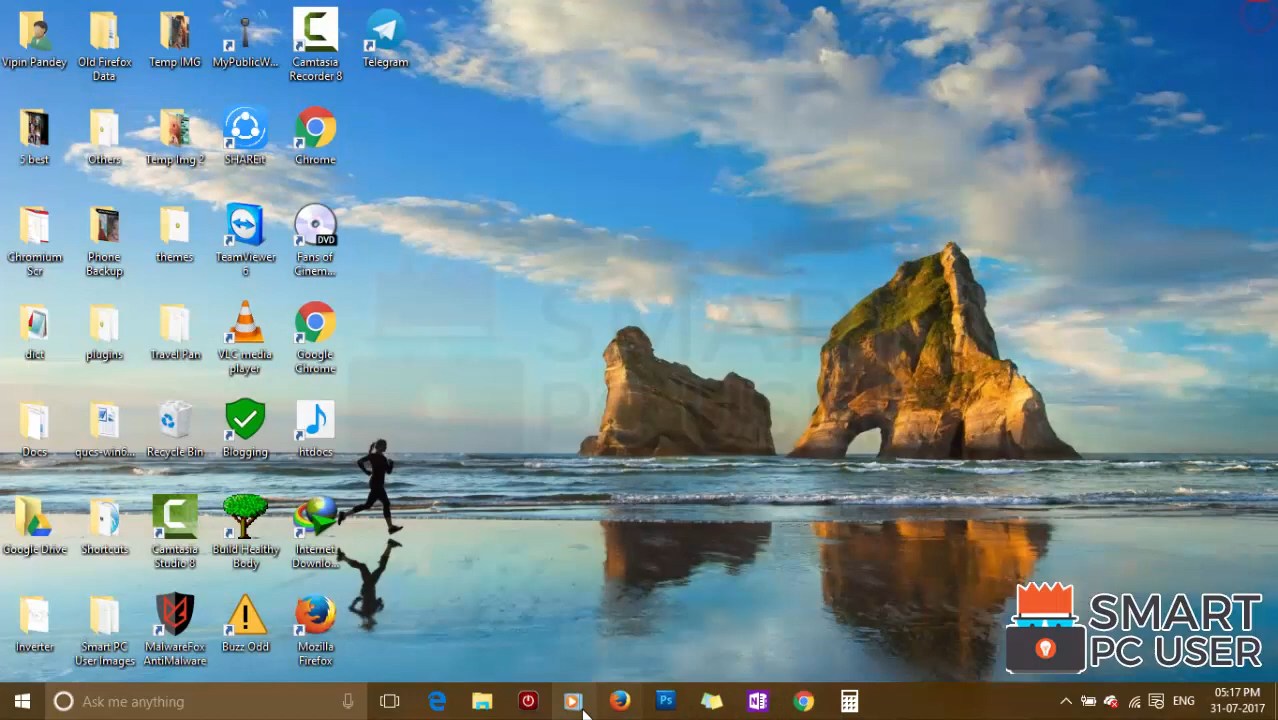 Vipin Pandey
Old Firefox
Data
Temp IMG
MyPublicW...
Camtasia
Recorder 8
Telegram
5 best
Others
Temp Img 2
SHAREit
Chrome
Chromium
Scr
Phone
Backup
themes
TeamViewer
6
DVD
Fans of
Cinem...
dict
plugins
Travel Pan
VLC media
player
Google
Chrome
Docs
qucs-win6...
Recycle Bin
Blogging
htdocs
Google Drive
Shortcuts
Camtasia
Studio 8
Build Healthy
Body
Internet
Downlo...
Inverter
Smart PC
User Images
MalwareFox
AntiMalware
Buzz Odd
Mozilla
Firefox
SMART
PC USER
Ask me anything
Ps
N
ENG
05:17 PM
31-07-2017